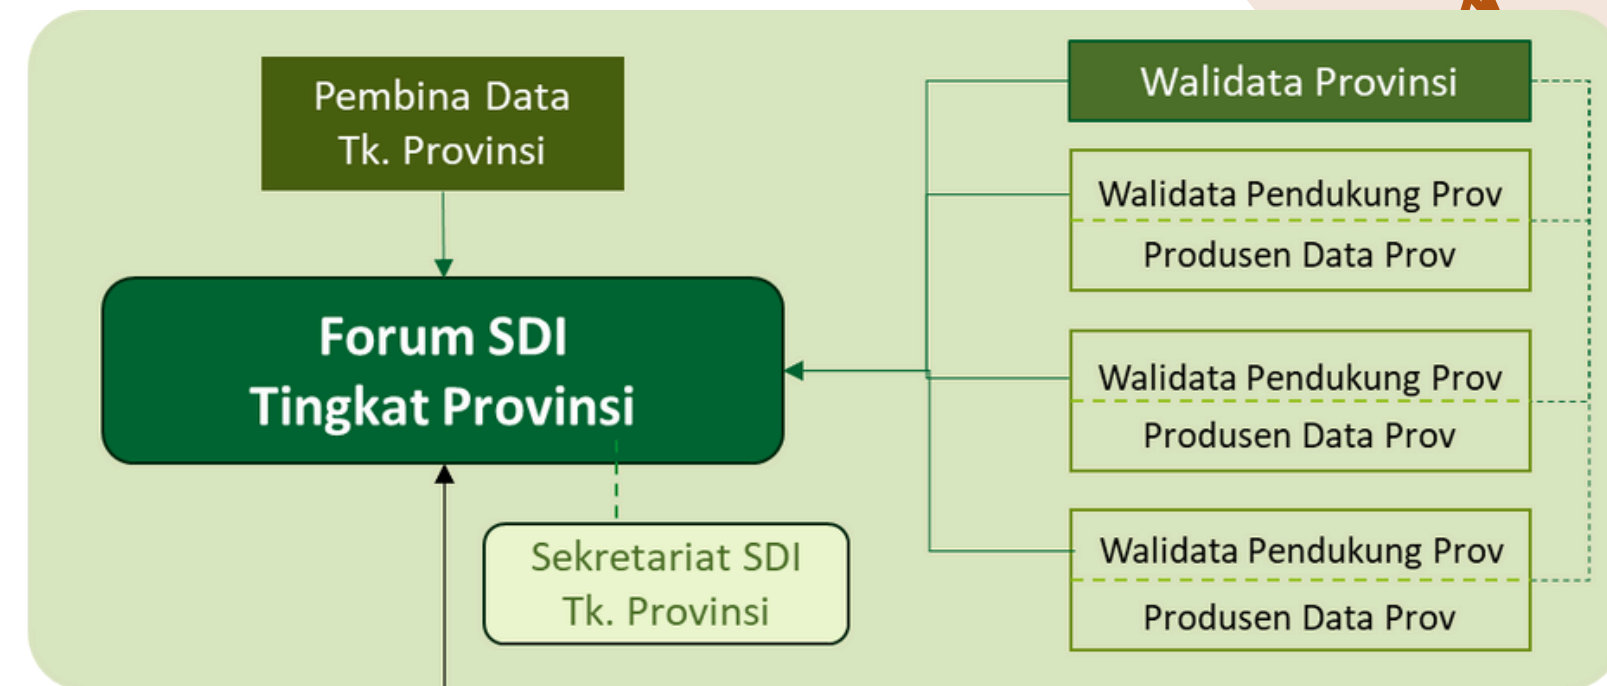 Pembina Data
Tk. Provinsi
Forum SDI
Tingkat Provinsi
Sekretariat SDI
Tk. Provinsi
Walidata Provinsi
Walidata Pendukung Prov
Produsen Data Prov
Walidata Pendukung Prov
Produsen Data Prov
Walidata Pendukung Prov
Produsen Data Prov